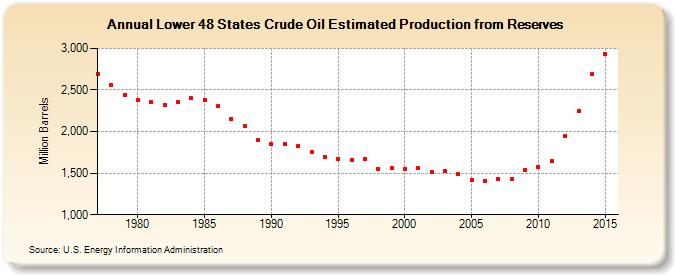 Annual Lower 48 States Crude Oil Estimated Production from Reserves
Million Barrels
3,000
2,500
2,000
1,500
1,000
1980 1985 1990 1995 2000 2005 2010 2015
Source: U.S. Energy Information Administration